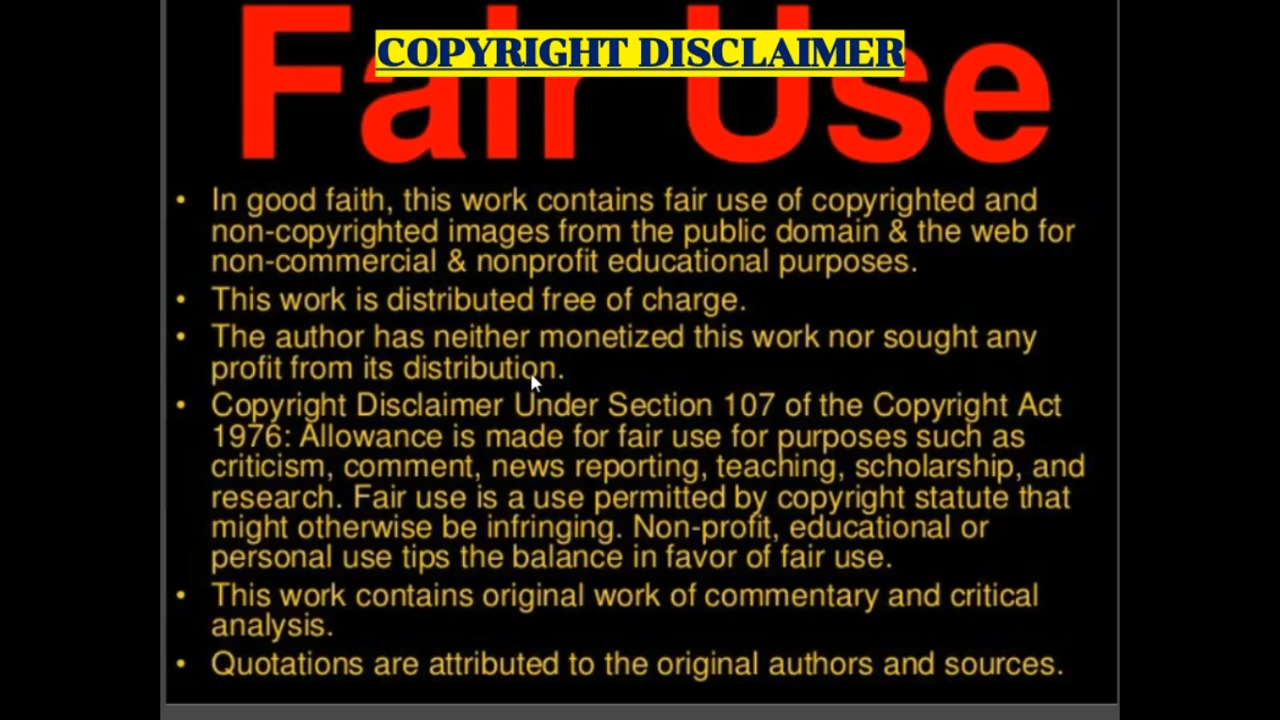 Fair Use
COPYRIGHT DISCLAIMER
• In good faith, this work contains fair use of copyrighted and
non-copyrighted images from the public domain & the web for
non-commercial & nonprofit educational purposes.
• This work is distributed free of charge.
• The author has neither monetized this work nor sought any
profit from its distribution.
• Copyright Disclaimer Under Section 107 of the Copyright Act
1976: Allowance is made for fair use for purposes such as
criticism, comment, news reporting, teaching, scholarship, and
research. Fair use is a use permitted by copyright statute that
might otherwise be infringing. Non-profit, educational or
personal use tips the balance in favor of fair use.
• This work contains original work of commentary and critical
analysis.
• Quotations are attributed to the original authors and sources.